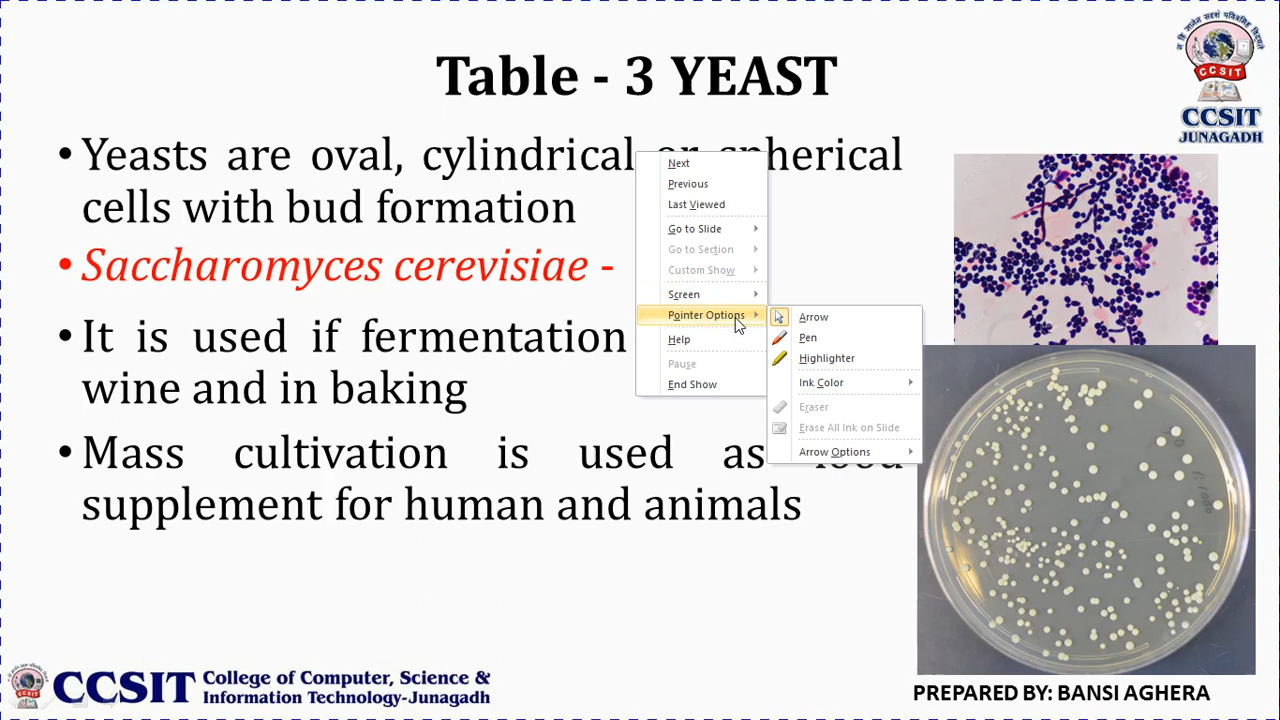 Table - 3 YEAST
CCSIT
CCSIT
JUNAGADH
• Yeasts are oval, cylindrical or spherical
cells with bud formation
• Saccharomyces cerevisiae -
• It is used if fermentation
wine and in baking
• Mass cultivation is used as food
supplement for human and animals
Next
Previous
Last Viewed
Go to Slide
Go to Section
Custom Show
Screen
Pointer Options
Help
Pause
End Show
Arrow
Pen
Highlighter
Ink Color
Eraser
Erase All Ink on Slide
Arrow Options
CCSIT College of Computer, Science &
Information Technology-Junagadh
PREPARED BY: BANSI AGHERA